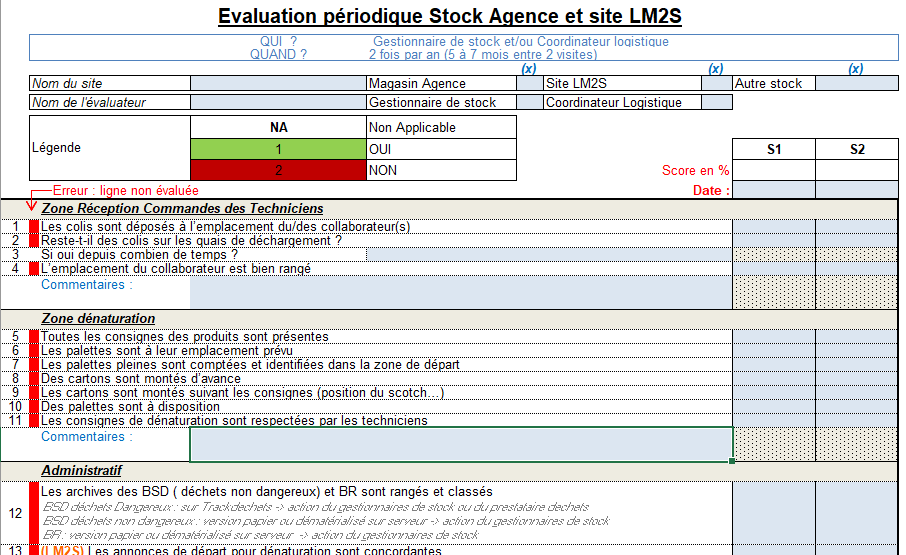 Evaluation périodique Stock Agence et site LM2S
QUI ? Gestionnaire de stock et/ou Coordinateur logistique
QUAND ? 2 fois par an (5 à 7 mois entre 2 visites)
(x) (x) (x)
Nom du site Magasin Agence Site LM2S Autre stock
Nom de l'évaluateur Gestionnaire de stock Coordinateur Logistique
Légende
NA Non Applicable
1 OUI
2 NON
S1 S2
Score en %
Date :
Erreur : ligne non évaluée
Zone Réception Commandes des Techniciens
1 Les colis sont déposés à l'emplacement du/des collaborateur(s)
2 Reste-t-il des colis sur les quais de déchargement ?
3 Si oui depuis combien de temps ?
4 L'emplacement du collaborateur est bien rangé
Commentaires :
Zone dénaturation
5 Toutes les consignes des produits sont présentes
6 Les palettes sont à leur emplacement prévu
7 Les palettes pleines sont comptées et identifiées dans la zone de départ
8 Des cartons sont montés d'avance
9 Les cartons sont montés suivant les consignes (position du scotch…)
10 Des palettes sont à disposition
11 Les consignes de dénaturation sont respectées par les techniciens
Commentaires :
Administratif
12 Les archives des BSD ( déchets non dangereux) et BR sont rangés et classés
BSD déchets Dangereux : sur Trackdechets -> action du gestionnaires de stock ou du prestataire dechets
BSD déchets non dangereux : version papier ou dématérialisé sur serveur -> action du gestionnaires de stock
BR : version papier ou dématérialisé sur serveur -> action du gestionnaires de stock
13 (LM2S) Les annonces de départ pour dénaturation sont concordantes